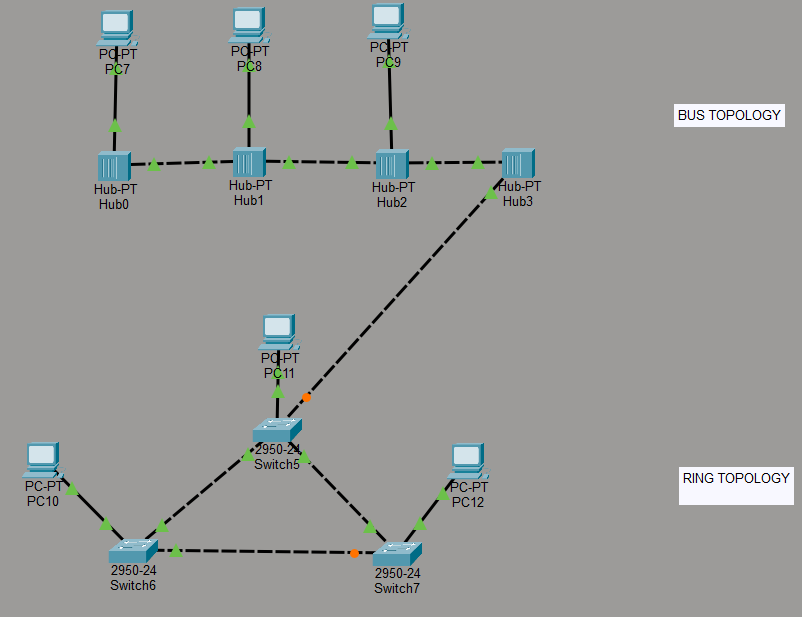 PC-PT
PC7
PC-PT
PC8
PC-PT
PC9
BUS TOPOLOGY
Hub-PT
Hub0
Hub-PT
Hub1
Hub-PT
Hub2
Hub-PT
Hub3
PC-PT
PC11
2950-24
Switch5
PC-PT
PC10
PC-PT
PC12
RING TOPOLOGY
2950-24
Switch6
2950-24
Switch7